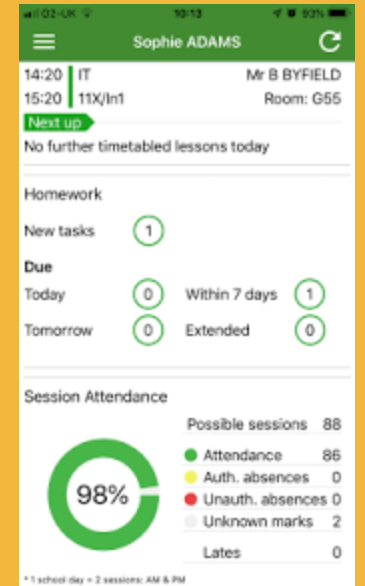 O2-UK 10:13 93%
Sophie ADAMS
14:20 IT Mr B BYFIELD
15:20 11X/In1 Room: G55
Next up
No further timetabled lessons today
Homework
New tasks 1
Due
Today 0 Within 7 days 1
Tomorrow 0 Extended 0
Session Attendance
Possible sessions 88
Attendance 86
Auth. absences 0
98%
Unauth. absences 0
Unknown marks 2
Lates 0
* 1 school day = 2 sessions: AM & PM